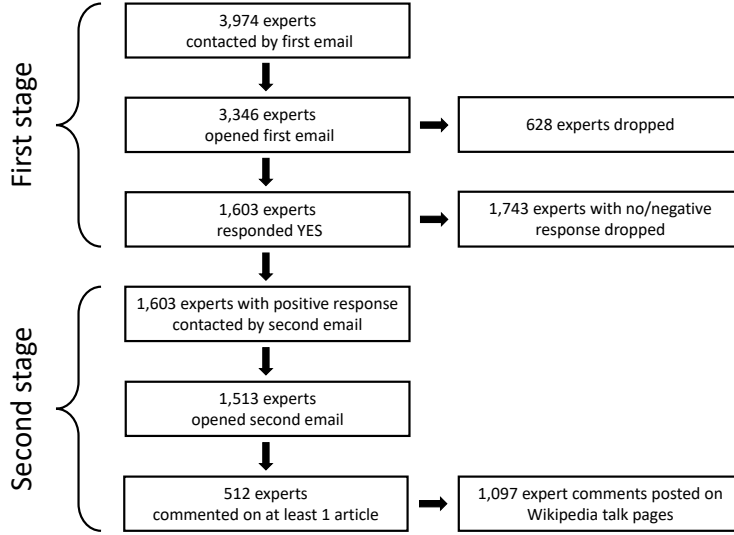 First stage
3,974 experts
contacted by first email
3,346 experts
opened first email
628 experts dropped
1,603 experts
responded YES
1,743 experts with no/negative
response dropped
Second stage
1,603 experts with positive response
contacted by second email
1,513 experts
opened second email
512 experts
commented on at least 1 article
1,097 expert comments posted on
Wikipedia talk pages